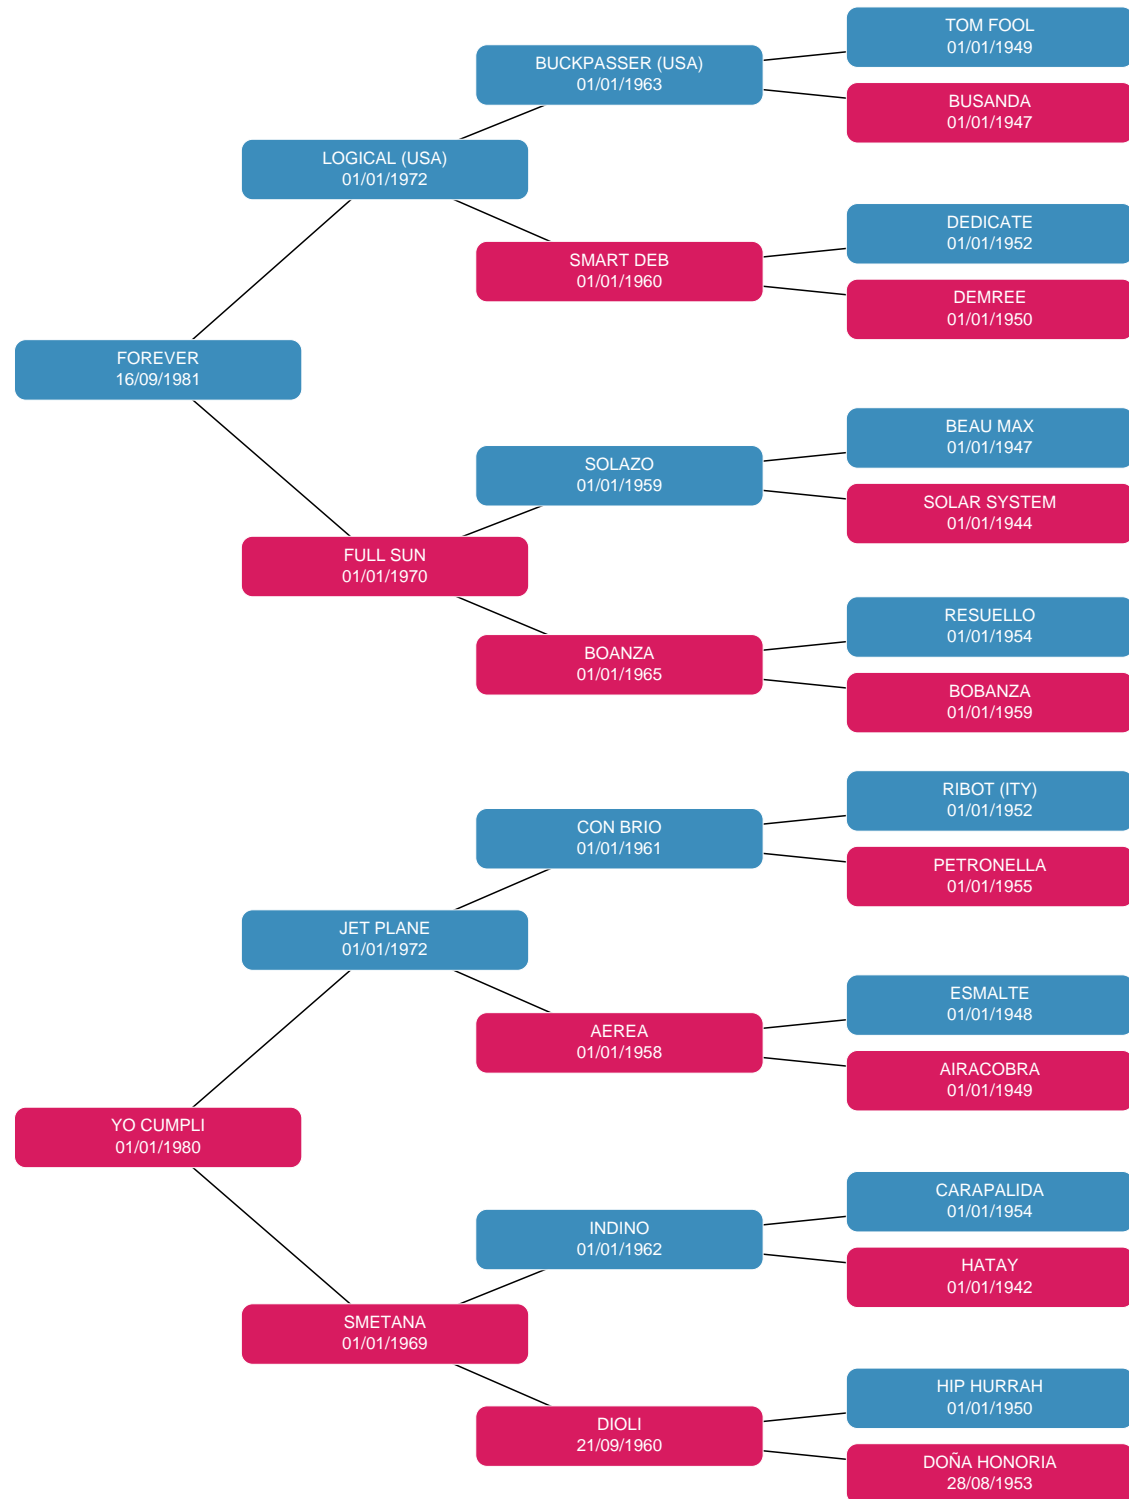 TOM FOOL
01/01/1949
BUCKPASSER (USA)
01/01/1963
BUSANDA
01/01/1947
LOGICAL (USA)
01/01/1972
DEDICATE
01/01/1952
SMART DEB
01/01/1960
DEMREE
01/01/1950
FOREVER
16/09/1981
BEAU MAX
01/01/1947
SOLAZO
01/01/1959
SOLAR SYSTEM
01/01/1944
FULL SUN
01/01/1970
RESUELLO
01/01/1954
BOANZA
01/01/1965
BOBANZA
01/01/1959
RIBOT (ITY)
01/01/1952
CON BRIO
01/01/1961
PETRONELLA
01/01/1955
JET PLANE
01/01/1972
ESMALTE
01/01/1948
AEREA
01/01/1958
AIRACOBRA
01/01/1949
YO CUMPLI
01/01/1980
CARAPALIDA
01/01/1954
INDINO
01/01/1962
HATAY
01/01/1942
SMETANA
01/01/1969
HIP HURRAH
01/01/1950
DIOLI
21/09/1960
DOÑA HONORIA
28/08/1953